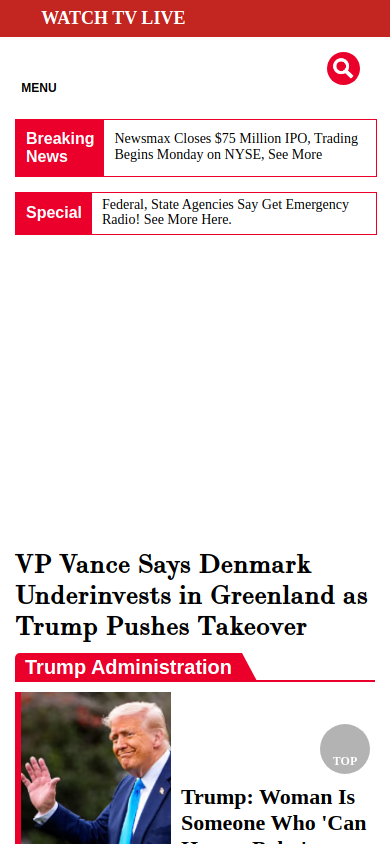 WATCH TV LIVE
MENU
Breaking
News
Newsmax Closes $75 Million IPO, Trading
Begins Monday on NYSE, See More
Special
Federal, State Agencies Say Get Emergency
Radio! See More Here.
VP Vance Says Denmark
Underinvests in Greenland as
Trump Pushes Takeover
Trump Administration
TOP
Trump: Woman Is
Someone Who 'Can